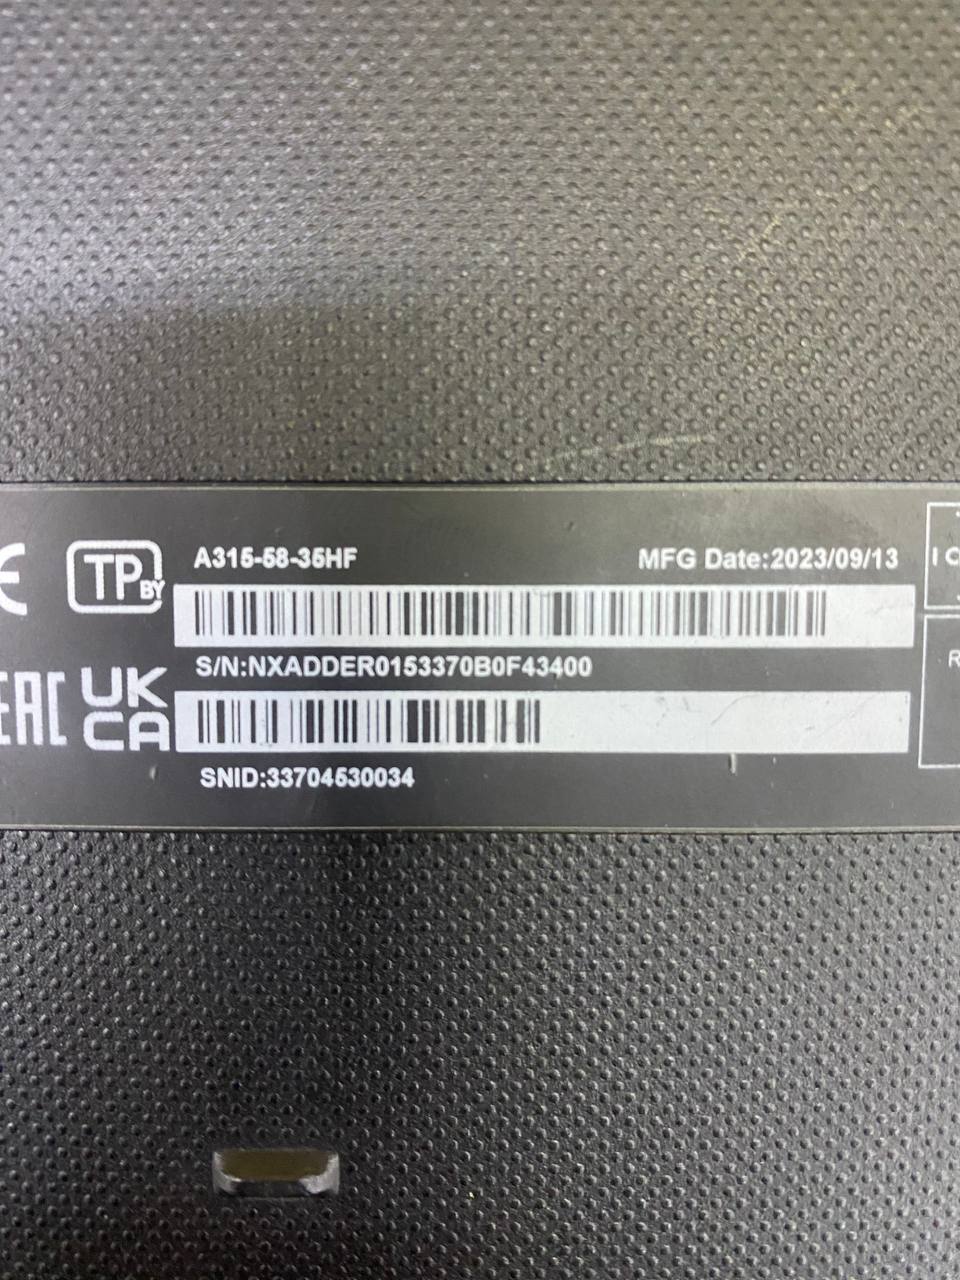 A315-58-35HF
MFG Date:2023/09/13
TP BY
S/N:NXADDER0153370B0F43400
EAC
UK
CA
SNID:33704530034